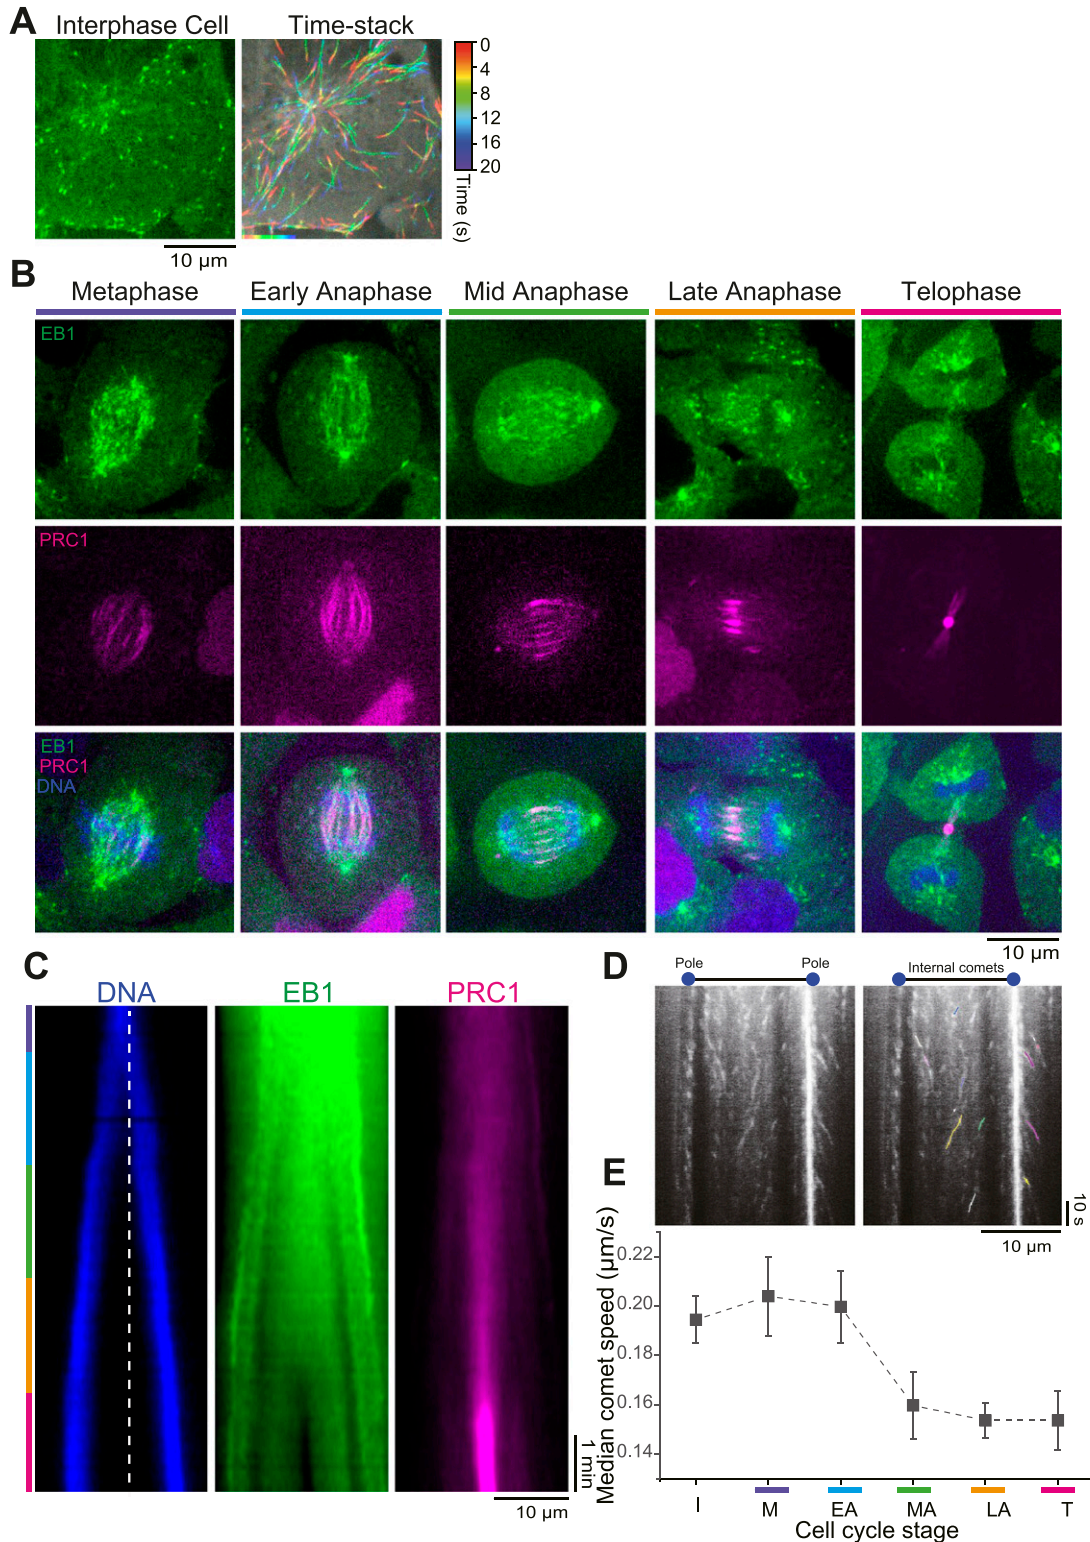 A
Interphase Cell
Time-stack
0
4
8
12
16
20
Time (s)
10 µm
B
Metaphase
Early Anaphase
Mid Anaphase
Late Anaphase
Telophase
EB1
PRC1
EB1
PRC1
DNA
10 µm
C
DNA
EB1
PRC1
1 min
10 µm
D
Pole
Pole
Internal comets
10 s
10 µm
E
Median comet speed (µm/s)
0.22
0.20
0.18
0.16
0.14
I
M
EA
MA
LA
T
Cell cycle stage